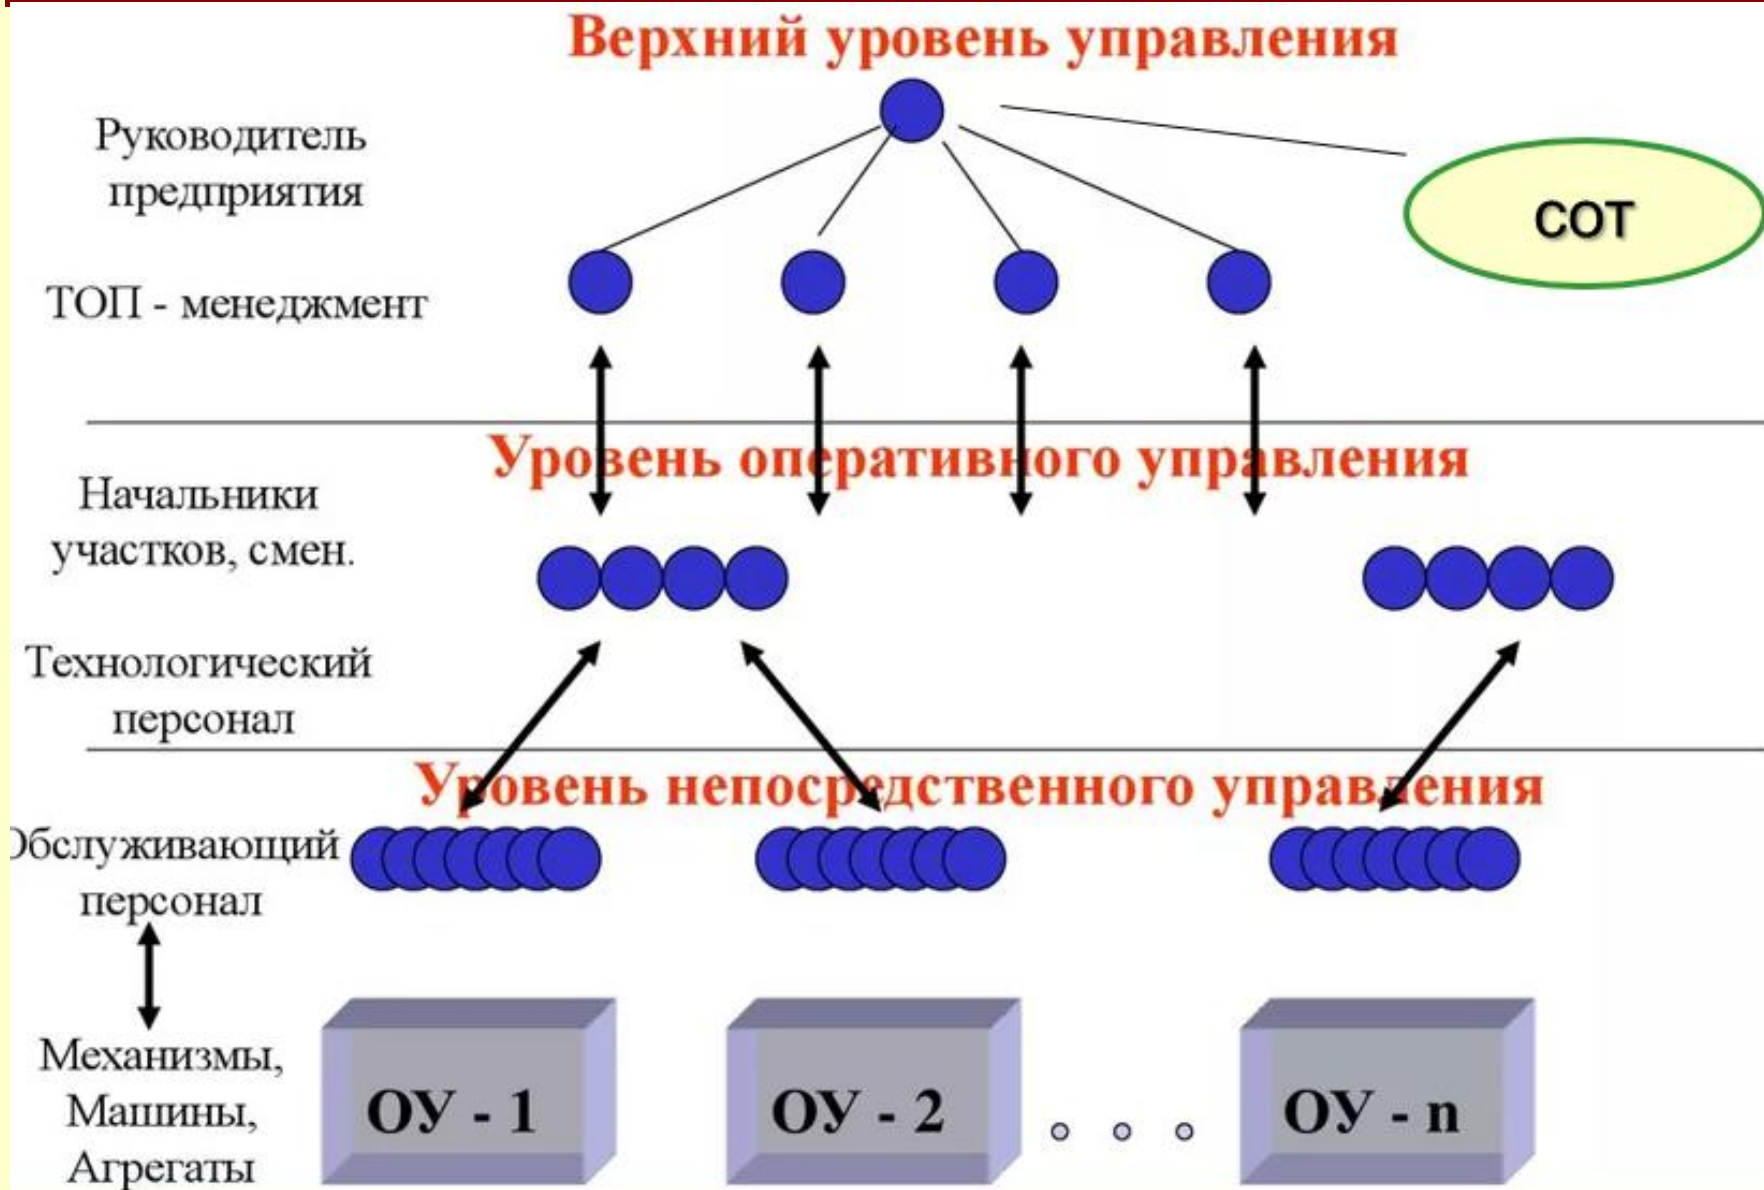 Верхний уровень управления
Руководитель
предприятия
СОТ
ТОП - менеджмент
Уровень оперативного управления
Начальники
участков, смен.
Технологический
персонал
Уровень непосредственного управления
Обслуживающий
персонал
Механизмы,
Машины,
Агрегаты
ОУ - 1
ОУ - 2
ОУ - n